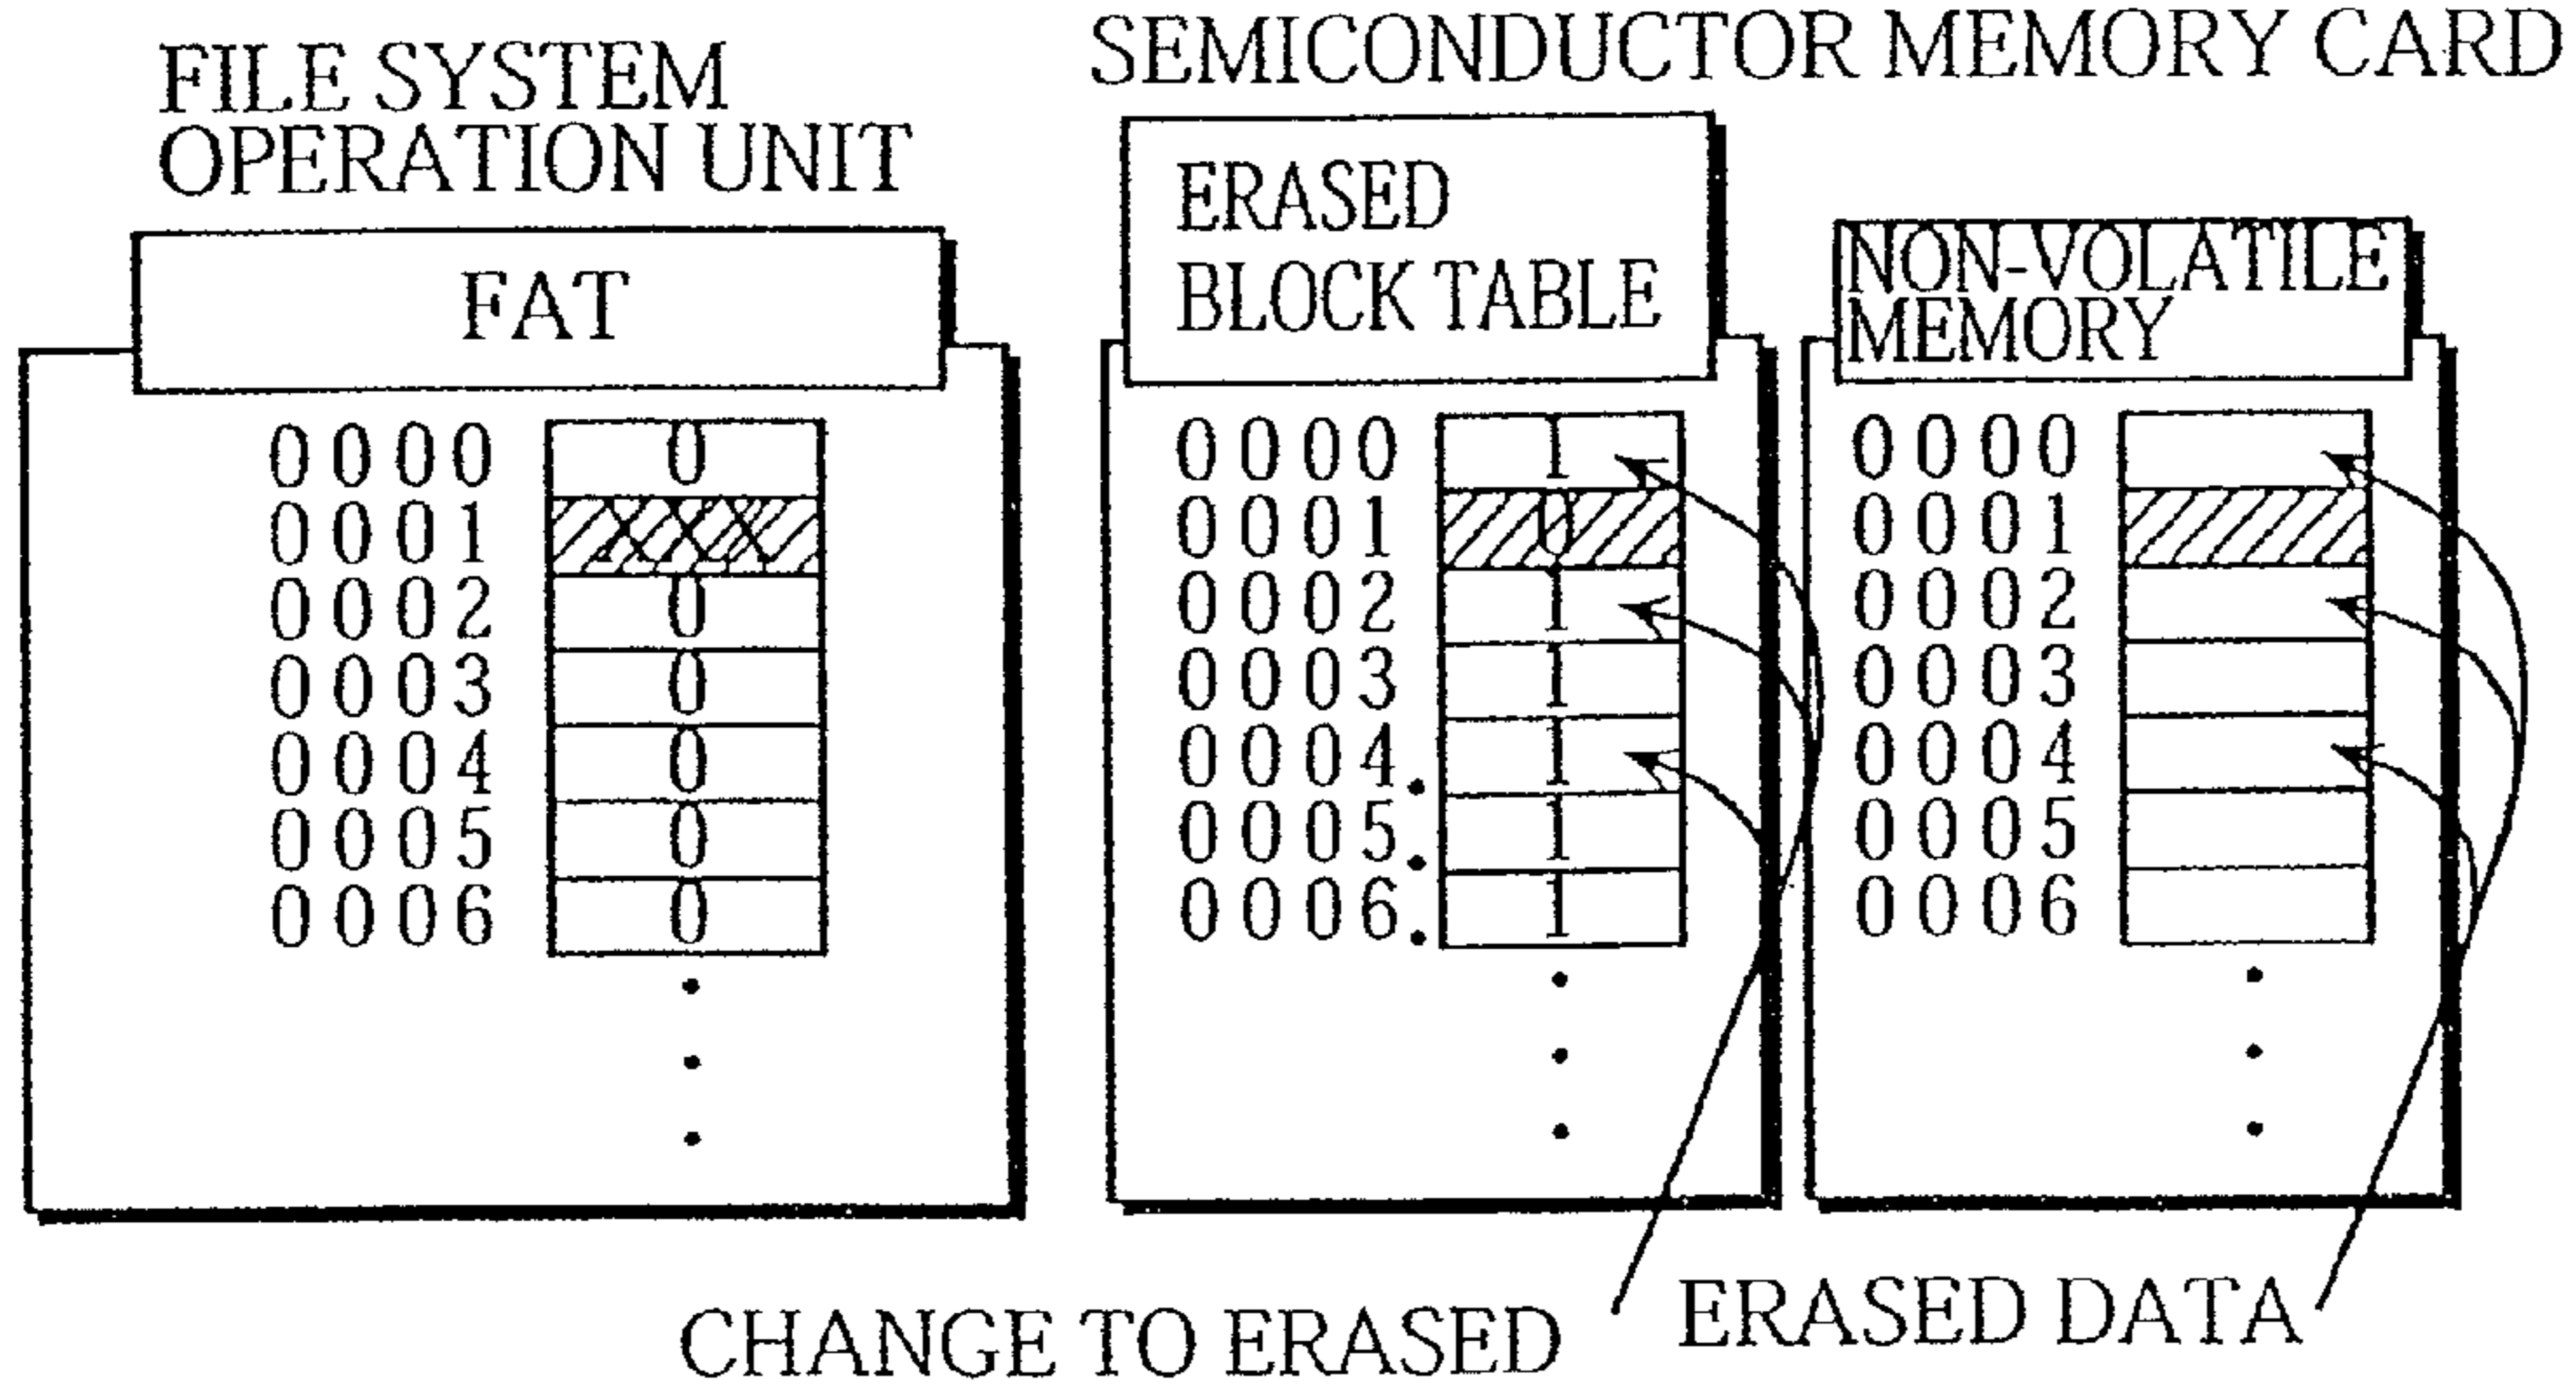 FILE SYSTEM
OPERATION UNIT
FAT
0000 0
0001 XXX
0002 0
0003 0
0004 0
0005 0
0006 0
SEMICONDUCTOR MEMORY CARD
ERASED
BLOCK TABLE
0000 1
0001 0
0002 1
0003 1
0004 1
0005 1
0006 1
NON-VOLATILE
MEMORY
0000
0001
0002
0003
0004
0005
0006
CHANGE TO ERASED
ERASED DATA